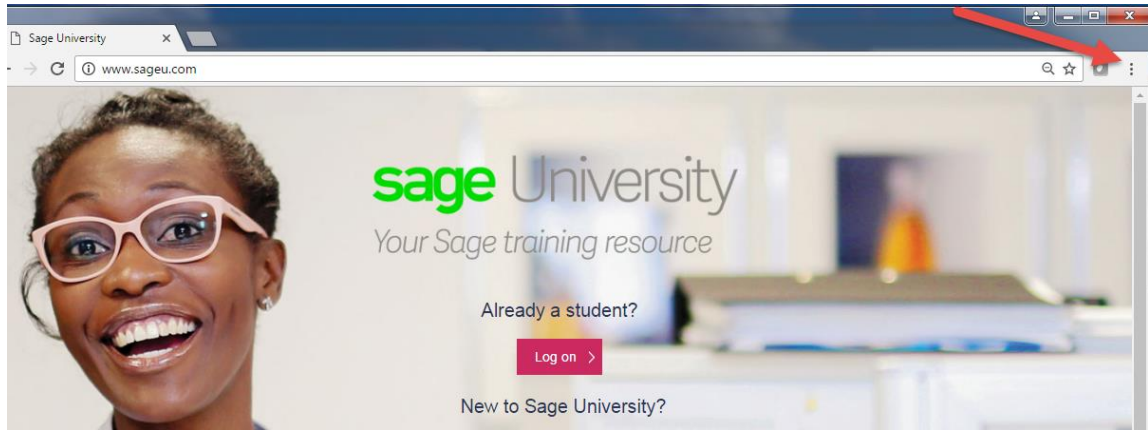 Sage University
www.sageu.com
sage University
Your Sage training resource
Already a student?
Log on
New to Sage University?